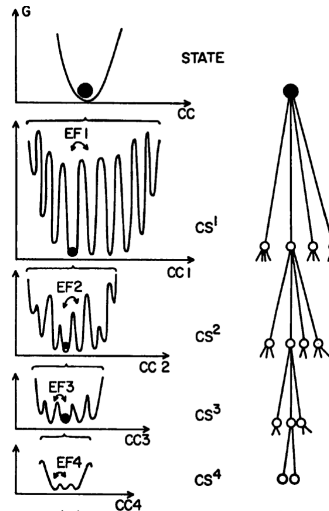 G
STATE
CC
EF1
CS¹
CC1
EF2
CS²
CC2
EF3
CS³
CC3
EF4
CS⁴
CC4